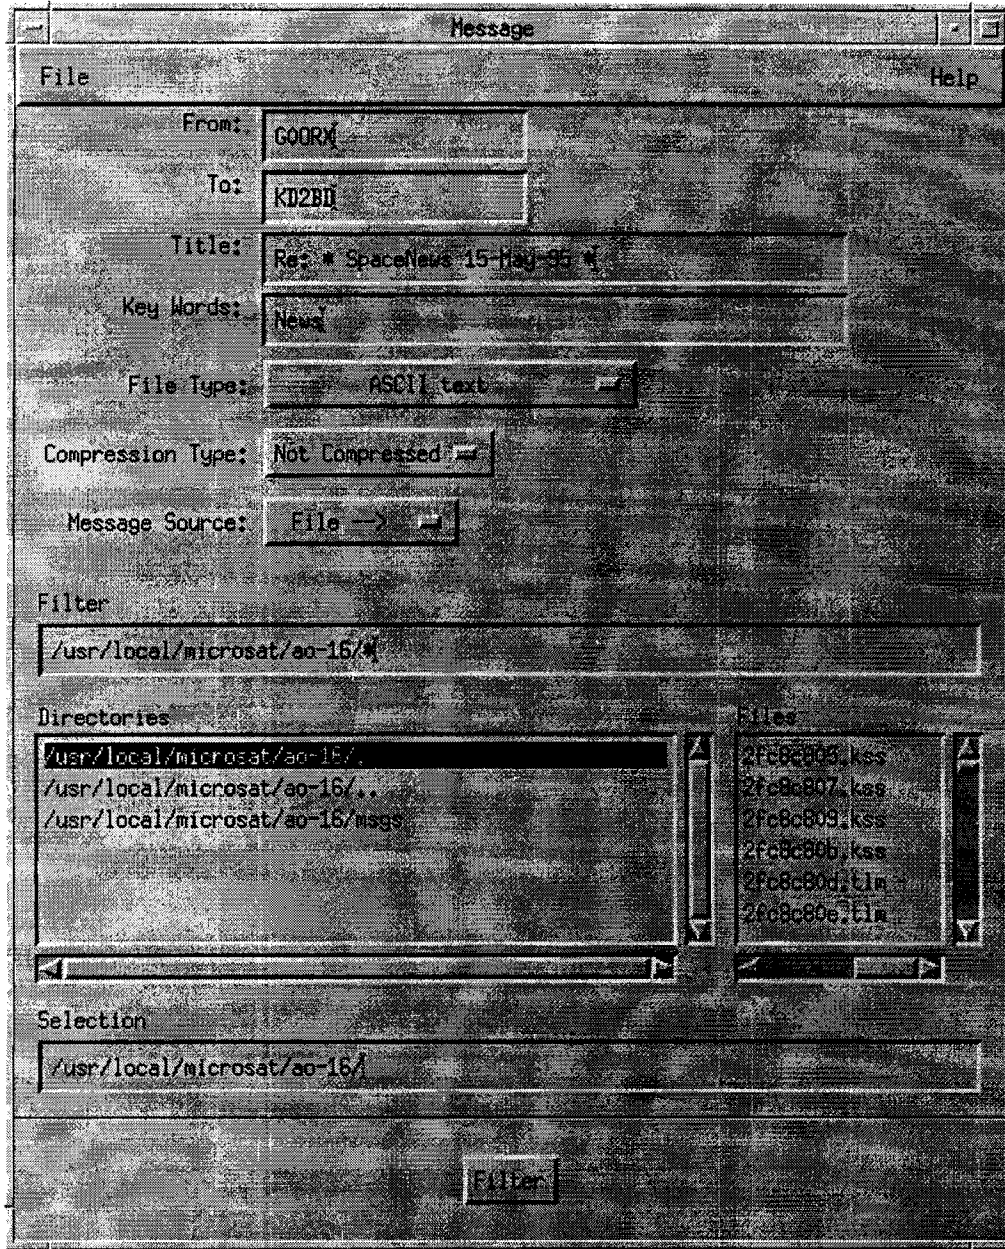 Message
File Help
From: G0ORX
To: KD2BD
Title: Re: * SpaceNews 15-May-95 *
Key Words: News
File Type: ASCII text
Compression Type: Not Compressed
Message Source: File -->
Filter
/usr/local/microsat/ao-16/*
Directories Files
/usr/local/microsat/ao-16/. 2fc8c805.kss
/usr/local/microsat/ao-16/.. 2fc8c807.kss
/usr/local/microsat/ao-16/msgs 2fc8c809.kss
2fc8c80b.kss
2fc8c80d.tlm
2fc8c80e.tlm
Selection
/usr/local/microsat/ao-16/
Filter